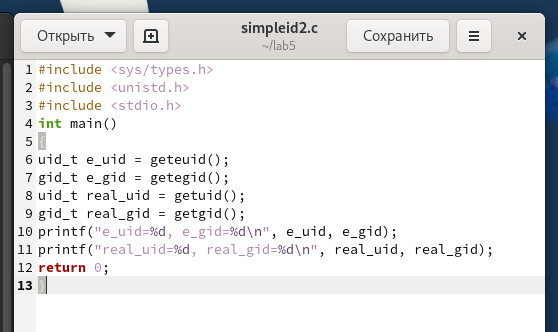 Открыть
simpleid2.c
~/lab5
Сохранить
1 #include <sys/types.h>
2 #include <unistd.h>
3 #include <stdio.h>
4 int main()
5 {
6 uid_t e_uid = geteuid();
7 gid_t e_gid = getegid();
8 uid_t real_uid = getuid();
9 gid_t real_gid = getgid();
10 printf("e_uid=%d, e_gid=%d\n", e_uid, e_gid);
11 printf("real_uid=%d, real_gid=%d\n", real_uid, real_gid);
12 return 0;
13 }